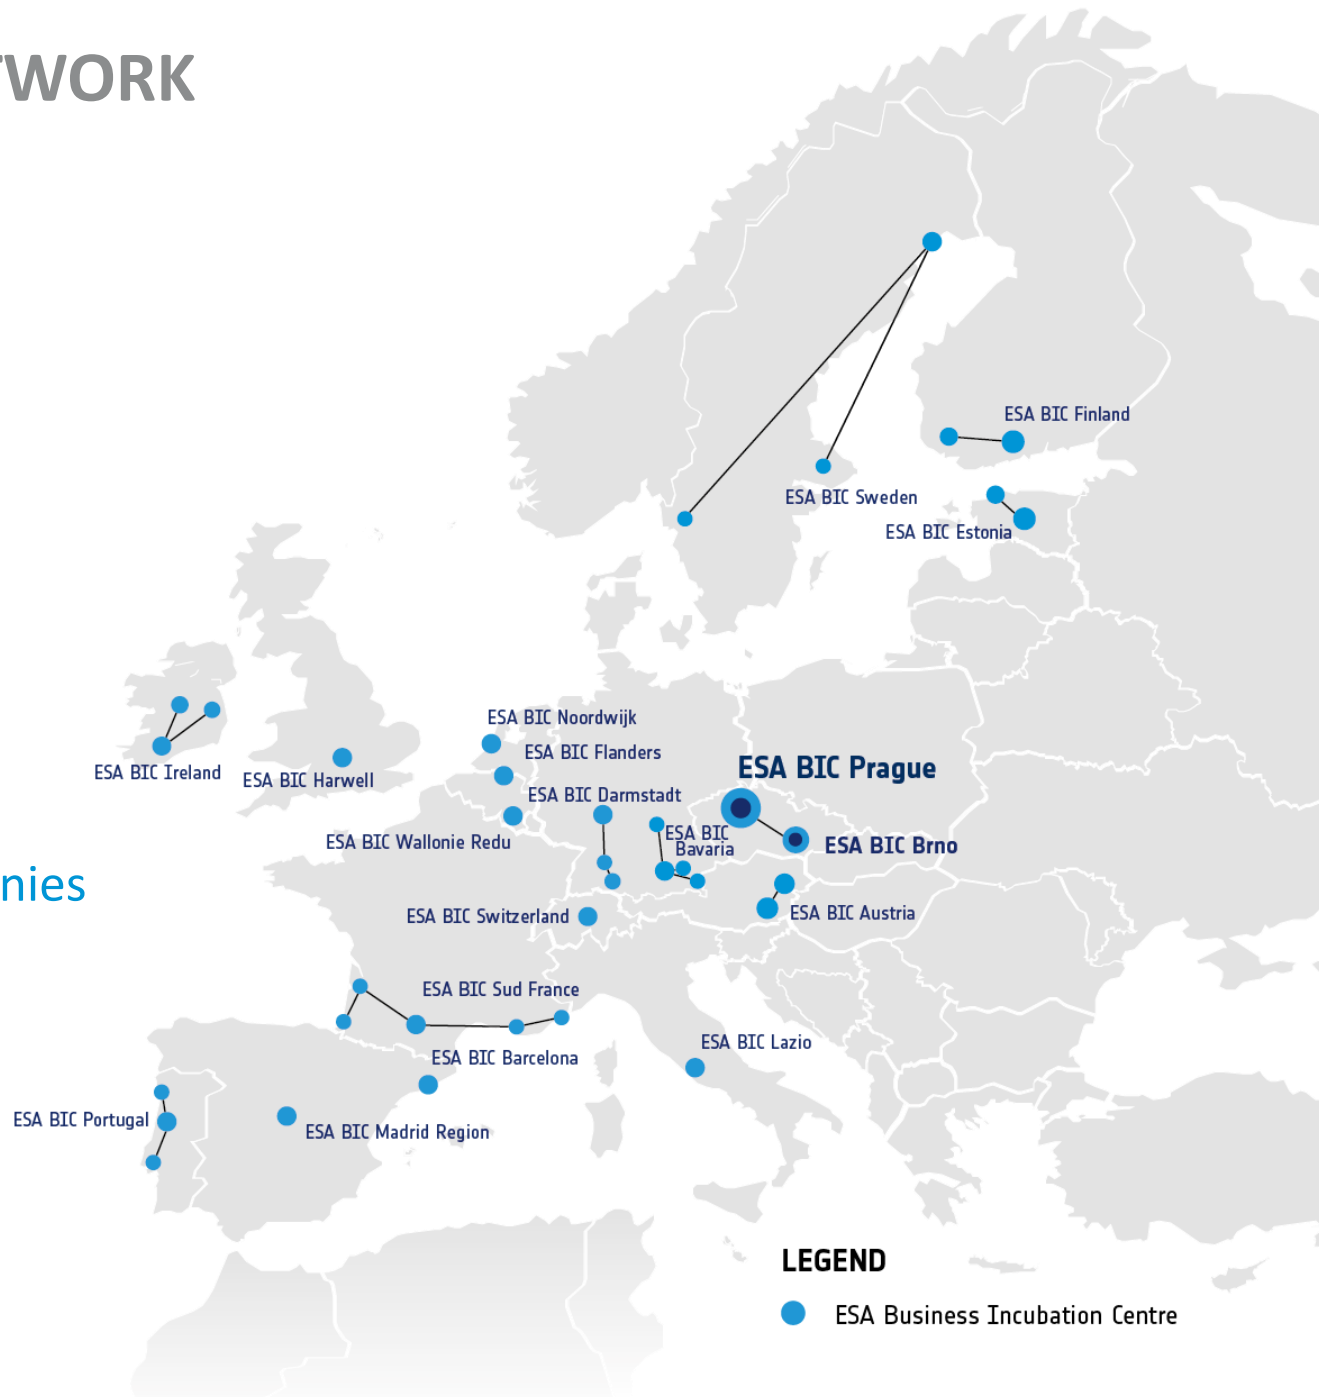 TWORK
ESA BIC Finland
ESA BIC Sweden
ESA BIC Estonia
ESA BIC Noordwijk
ESA BIC Flanders
ESA BIC Prague
ESA BIC Ireland
ESA BIC Harwell
ESA BIC Darmstadt
ESA BIC Wallonie Redu
ESA BIC
Bavaria
ESA BIC Brno
nies
ESA BIC Switzerland
ESA BIC Austria
ESA BIC Sud France
ESA BIC Lazio
ESA BIC Barcelona
ESA BIC Portugal
ESA BIC Madrid Region
LEGEND
ESA Business Incubation Centre